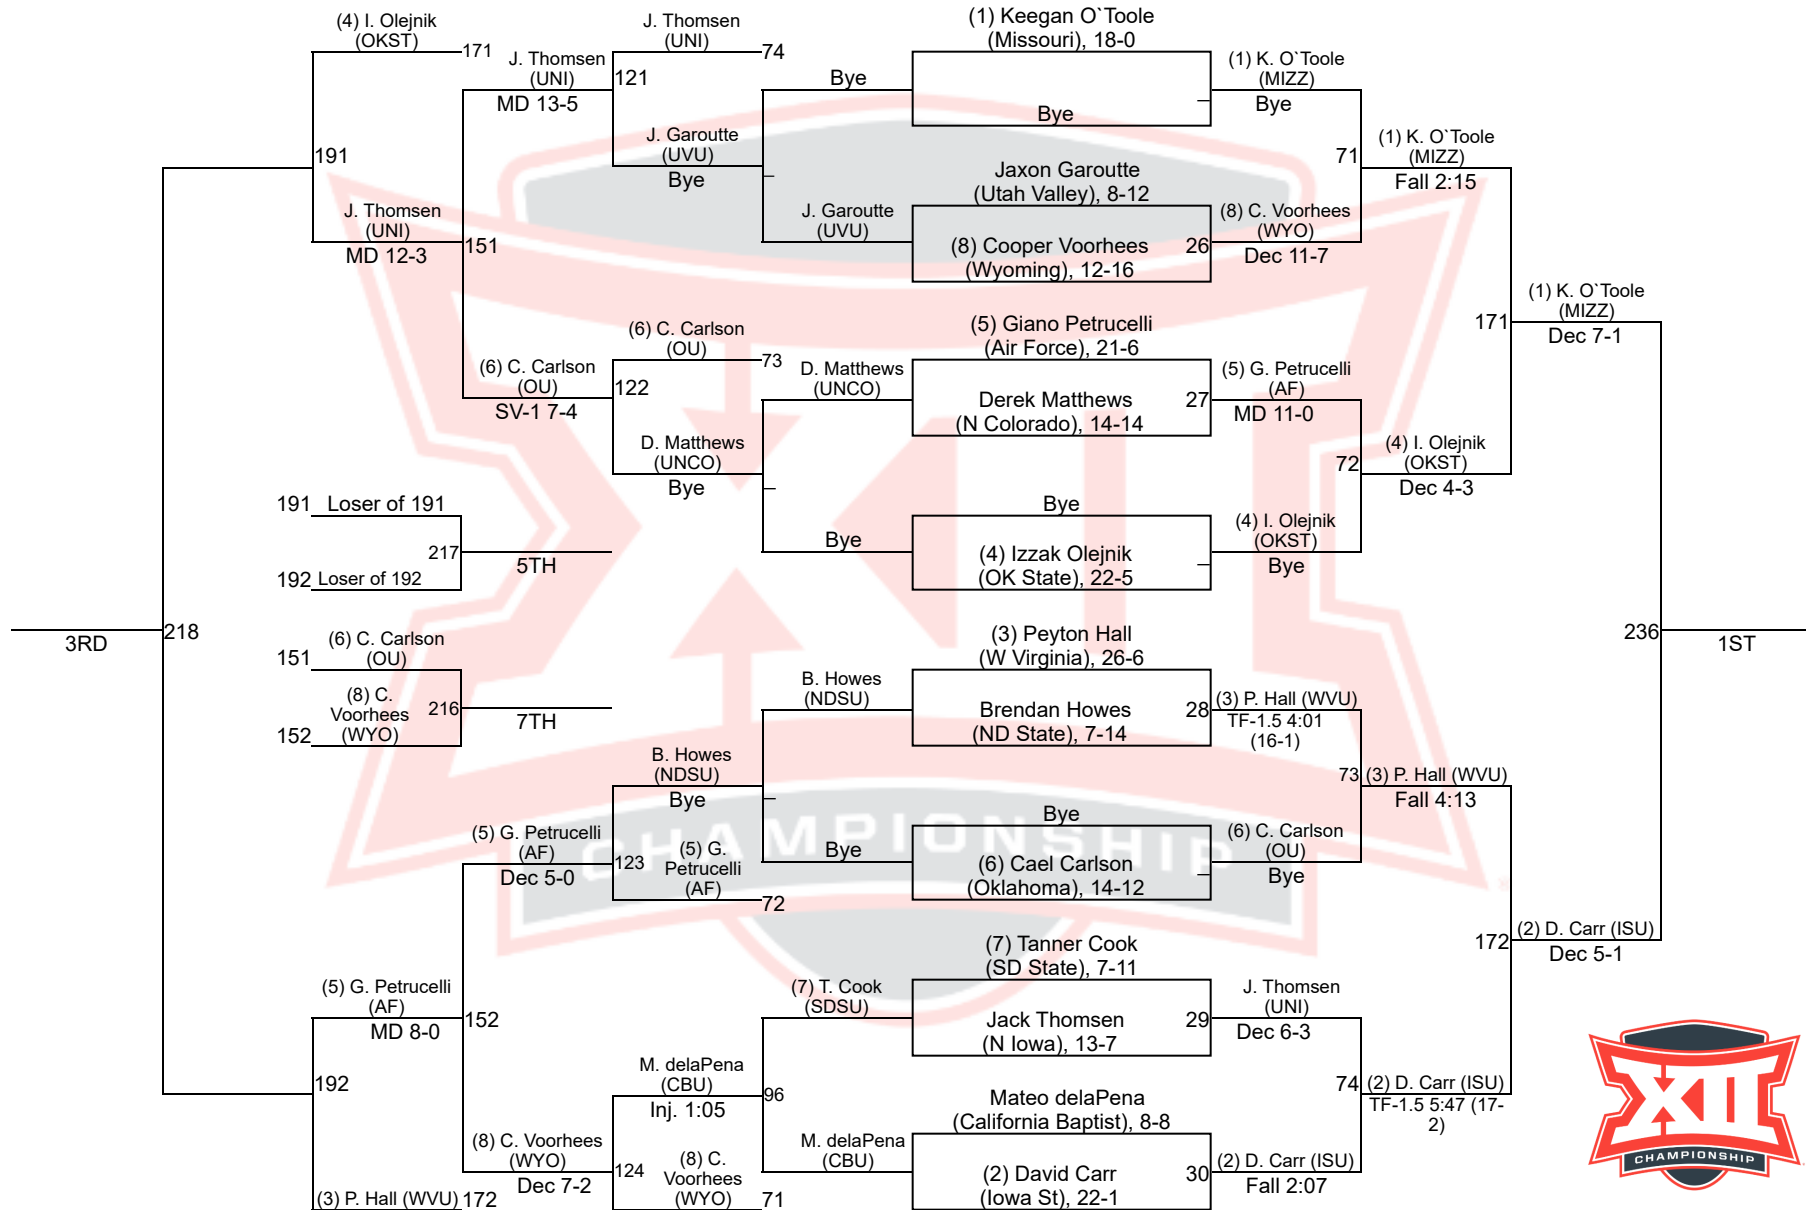 (4) I. Olejnik
(OKST)
171
191
J. Thomsen
(UNI)
MD 12-3
J. Thomsen
(UNI)
MD 13-5
151
(6) C. Carlson
(OU)
SV-1 7-4
J. Thomsen
(UNI)
74
121
J. Garoutte
(UVU)
Bye
(6) C. Carlson
(OU)
73
122
D. Matthews
(UNCO)
Bye
Bye
J. Garoutte
(UVU)
D. Matthews
(UNCO)
Bye
(1) Keegan O`Toole
(Missouri), 18-0
Bye
Jaxon Garoutte
(Utah Valley), 8-12
(8) Cooper Voorhees
(Wyoming), 12-16
26
(5) Giano Petrucelli
(Air Force), 21-6
Derek Matthews
(N Colorado), 14-14
27
Bye
(4) Izzak Olejnik
(OK State), 22-5
(1) K. O`Toole
(MIZZ)
Bye
71
(8) C. Voorhees
(WYO)
Dec 11-7
(5) G. Petrucelli
(AF)
MD 11-0
72
(4) I. Olejnik
(OKST)
Bye
(1) K. O`Toole
(MIZZ)
Fall 2:15
171
(4) I. Olejnik
(OKST)
Dec 4-3
(1) K. O`Toole
(MIZZ)
Dec 7-1
191 Loser of 191
217
5TH
192 Loser of 192
3RD
218
151
(6) C. Carlson
(OU)
216
7TH
152
(8) C.
Voorhees
(WYO)
236
1ST
(3) Peyton Hall
(W Virginia), 26-6
Brendan Howes
(ND State), 7-14
28
Bye
(6) Cael Carlson
(Oklahoma), 14-12
(7) Tanner Cook
(SD State), 7-11
Jack Thomsen
(N Iowa), 13-7
29
Mateo delaPena
(California Baptist), 8-8
(2) David Carr
(Iowa St), 22-1
30
B. Howes
(NDSU)
Bye
(7) T. Cook
(SDSU)
96
M. delaPena
(CBU)
B. Howes
(NDSU)
Bye
123
(5) G.
Petrucelli
(AF)
72
M. delaPena
(CBU)
Inj. 1:05
124
(8) C.
Voorhees
(WYO)
71
(5) G. Petrucelli
(AF)
Dec 5-0
152
(8) C. Voorhees
(WYO)
Dec 7-2
(5) G. Petrucelli
(AF)
MD 8-0
192
(3) P. Hall (WVU) 172
(3) P. Hall (WVU)
TF-1.5 4:01
(16-1)
73
(6) C. Carlson
(OU)
Bye
J. Thomsen
(UNI)
Dec 6-3
74
(2) D. Carr (ISU)
Fall 2:07
(3) P. Hall (WVU)
Fall 4:13
172
(2) D. Carr (ISU)
TF-1.5 5:47 (17-
2)
(2) D. Carr (ISU)
Dec 5-1
XII
CHAMPIONSHIP
XII
CHAMPIONSHIP